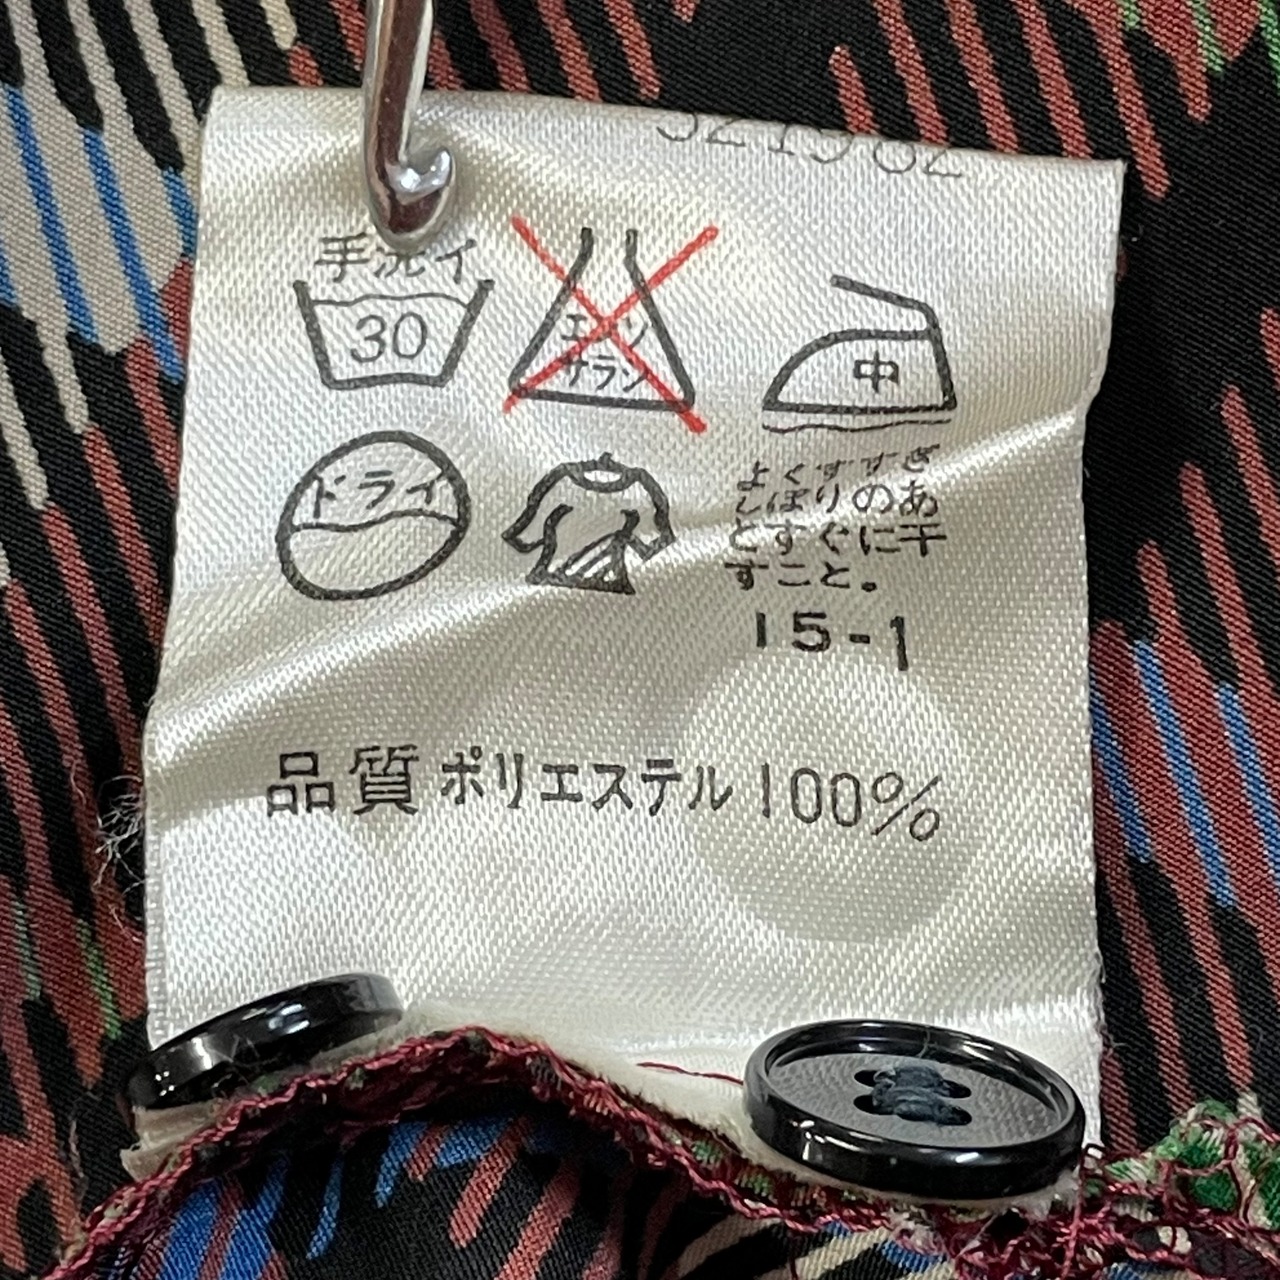 手洗イ
30
エンソ
サラシ
中
ドライ
よくすすぎ
しぼりのあ
とすぐに干
すこと。
15-1
品質 ポリエステル 100%